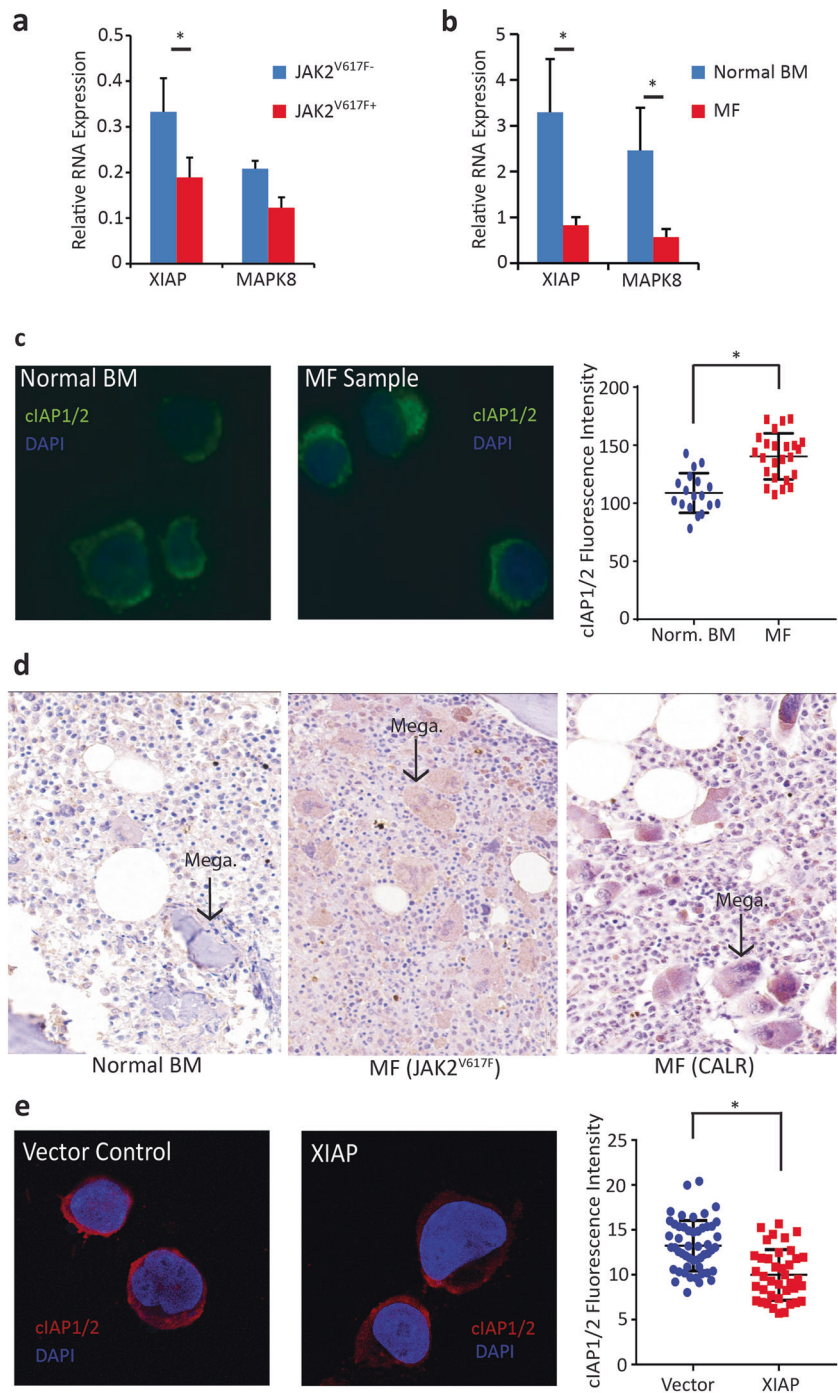 a
Relative RNA Expression
0.5
0.4
0.3
0.2
0.1
0
*
JAK2V617F-
JAK2V617F+
XIAP
MAPK8
b
Relative RNA Expression
5
4
3
2
1
0
*
*
Normal BM
MF
XIAP
MAPK8
c
Normal BM
cIAP1/2
DAPI
MF Sample
cIAP1/2
DAPI
cIAP1/2 Fluorescence Intensity
200
150
100
50
0
*
Norm. BM
MF
d
Mega.
Mega.
Mega.
Normal BM
MF (JAK2V617F)
MF (CALR)
e
Vector Control
cIAP1/2
DAPI
XIAP
cIAP1/2
DAPI
cIAP1/2 Fluorescence Intensity
25
20
15
10
5
0
*
Vector
XIAP